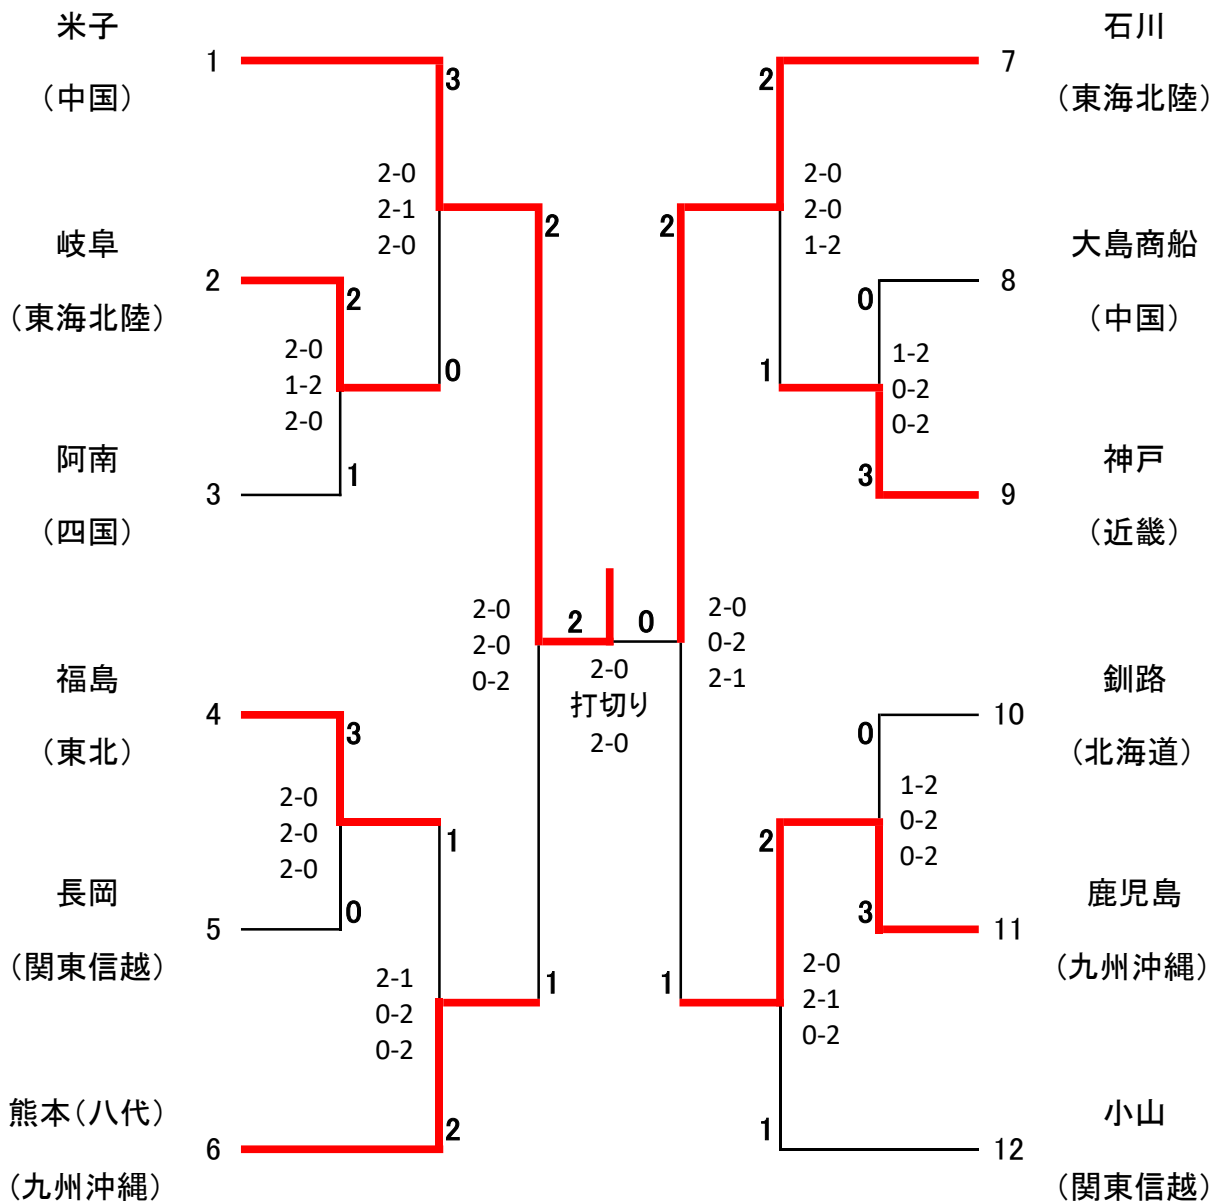 米子
1
（中国）
3
2-0
2-1
2-0
岐阜
2
（東海北陸）
2
2-0
1-2
2-0
0
阿南
3
（四国）
1
2
福島
4
（東北）
3
2-0
2-0
2-0
1
長岡
5
（関東信越）
0
2-1
0-2
0-2
熊本（八代）
6
（九州沖縄）
2
1
2-0
2-0
0-2
2
0
2-0
打切り
2-0
2-0
0-2
2-1
石川
7
（東海北陸）
2
2-0
2-0
1-2
2
大島商船
8
（中国）
0
1-2
0-2
0-2
1
神戸
9
（近畿）
3
釧路
10
（北海道）
0
1-2
0-2
0-2
2
鹿児島
11
（九州沖縄）
3
2-0
2-1
0-2
1
小山
12
（関東信越）
1